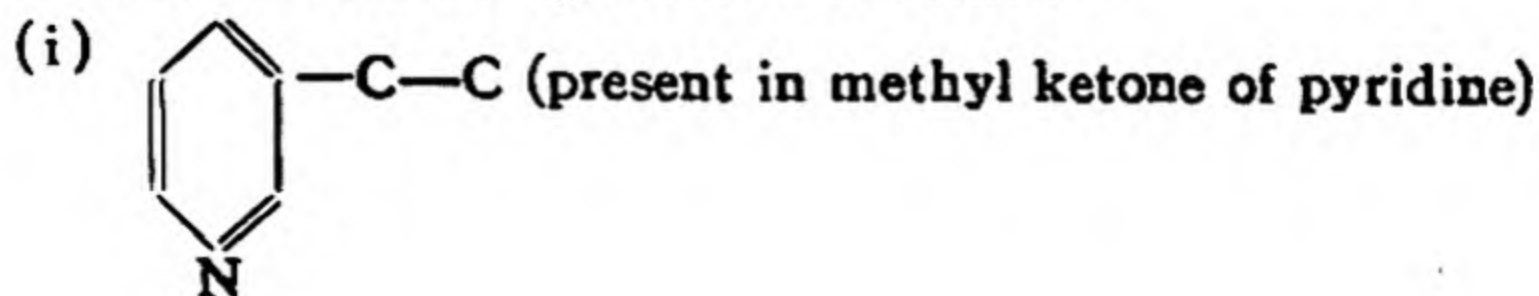 (i) —C—C (present in methyl ketone of pyridine)
N